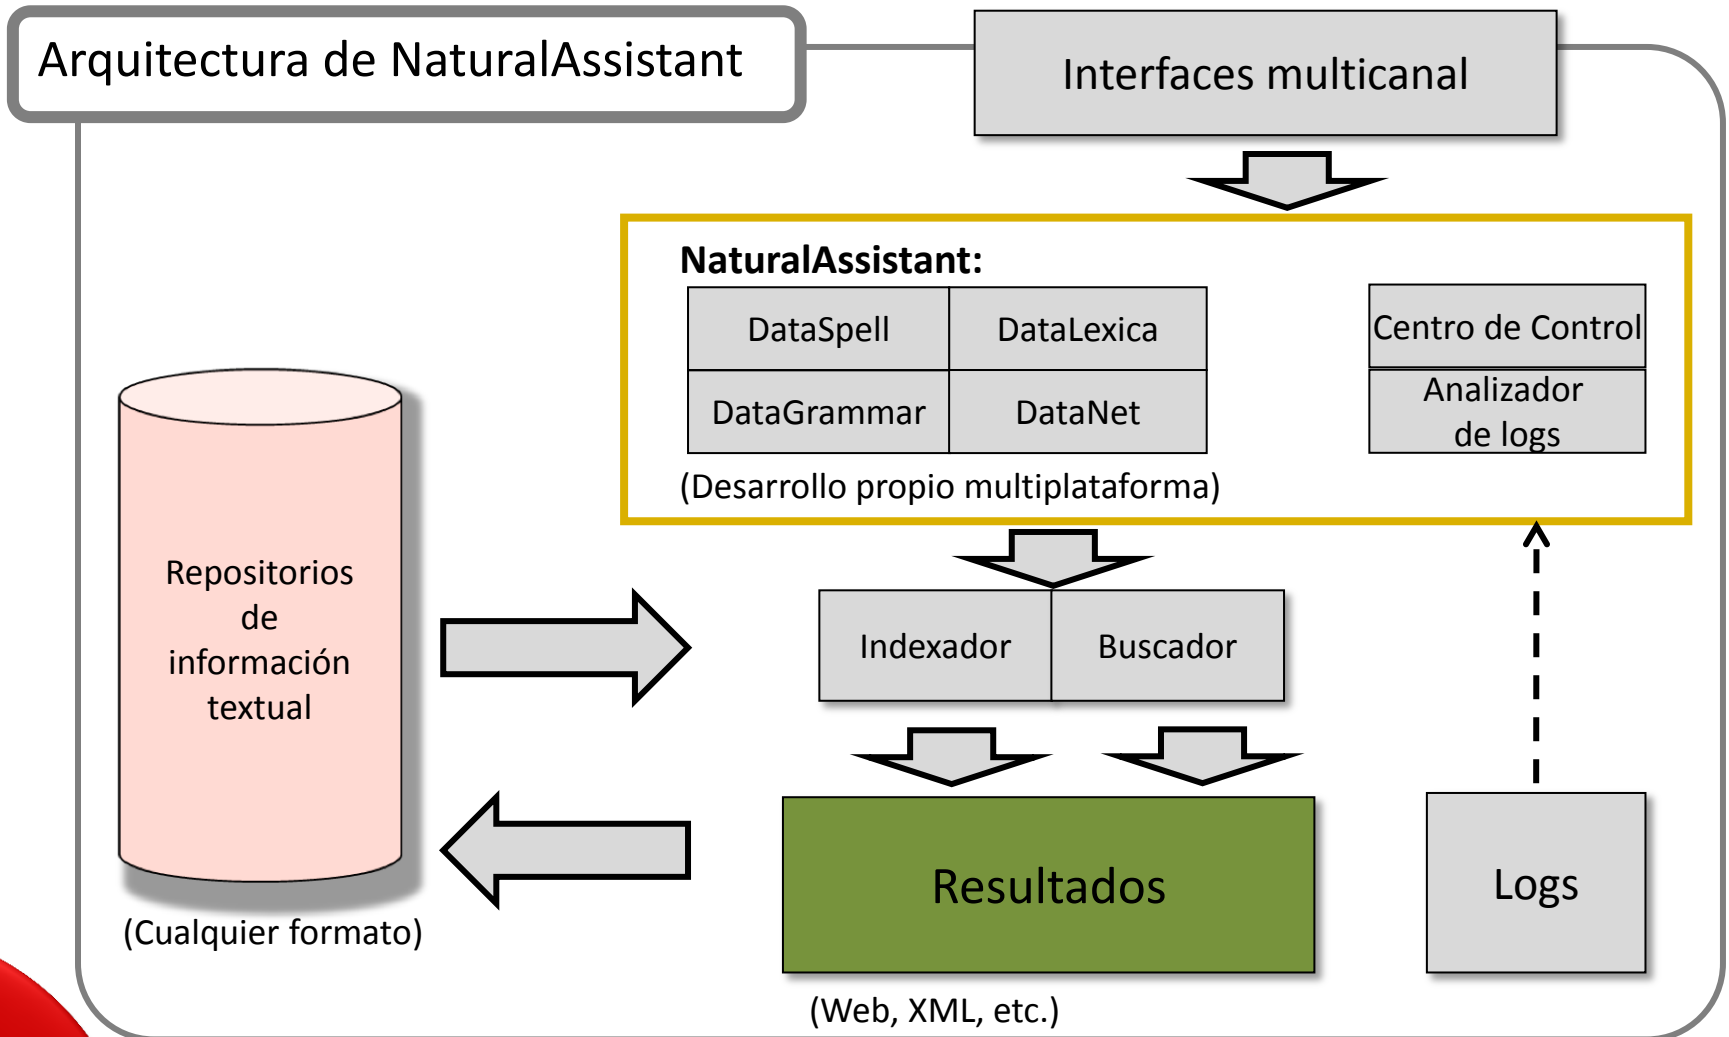 Arquitectura de NaturalAssistant
Interfaces multicanal
NaturalAssistant:
DataSpell
DataLexica
DataGrammar
DataNet
(Desarrollo propio multiplataforma)
Centro de Control
Analizador
de logs
Repositorios
de
información
textual
(Cualquier formato)
Indexador
Buscador
Resultados
(Web, XML, etc.)
Logs